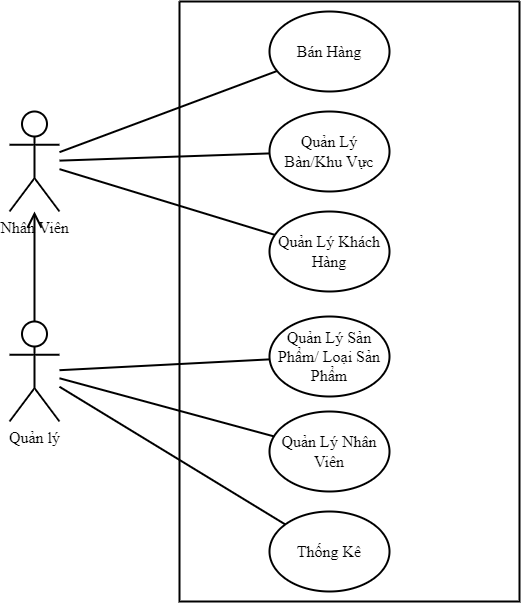 Bán Hàng
Quản Lý
Bàn/Khu Vực
Nhân Viên
Quản Lý Khách
Hàng
Quản Lý Sản
Phẩm/ Loại Sản
Phẩm
Quản lý
Quản Lý Nhân
Viên
Thống Kê